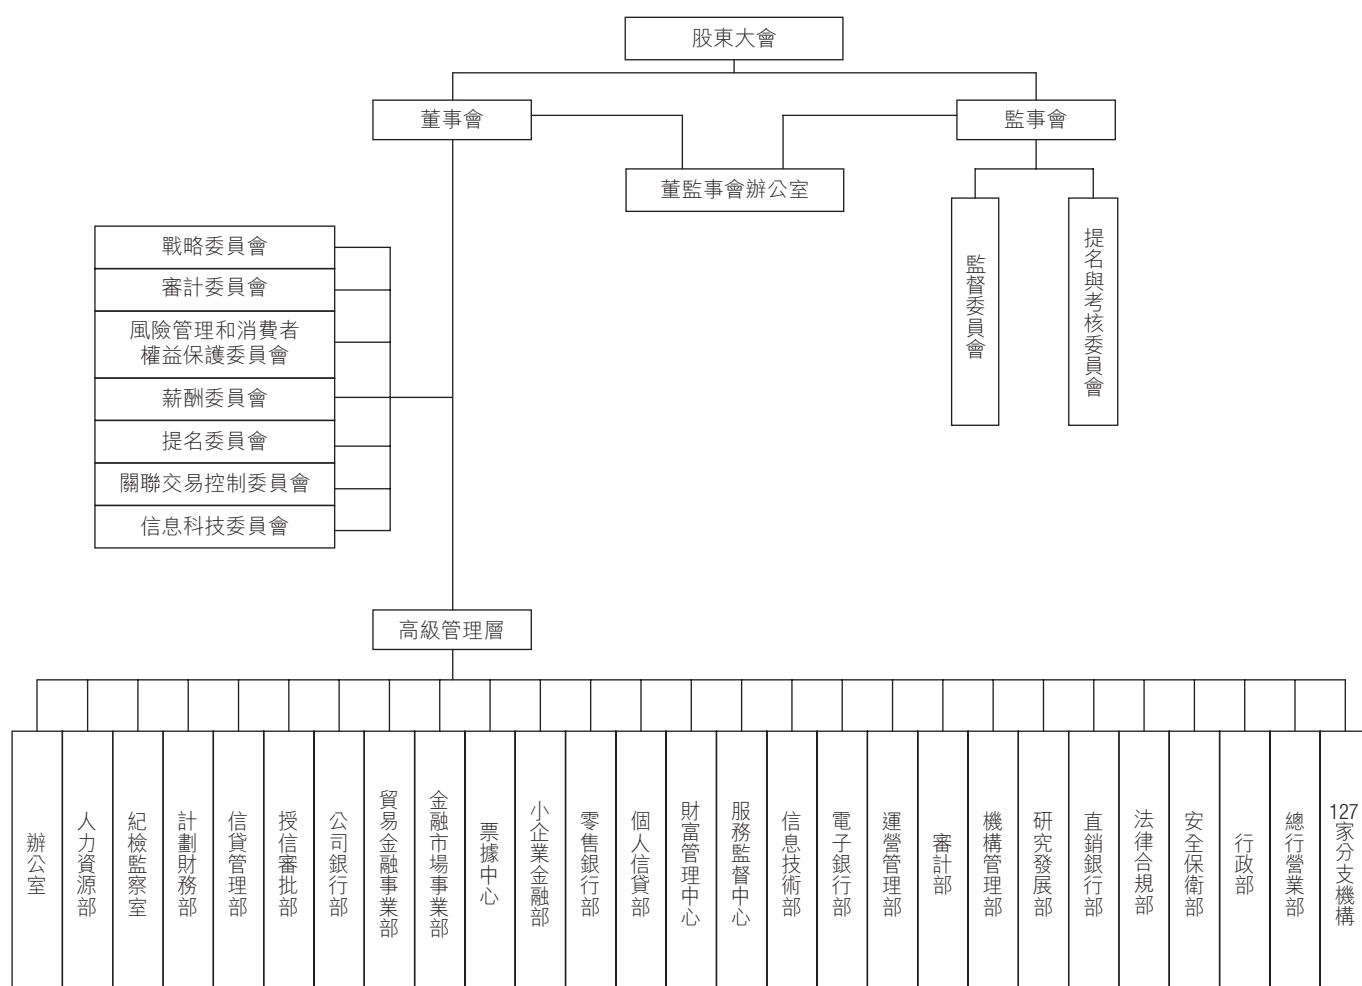 股東大會
董事會
監事會
董監事會辦公室
戰略委員會
審計委員會
風險管理和消費者
權益保護委員會
薪酬委員會
提名委員會
關聯交易控制委員會
信息科技委員會
監督委員會
提名與考核委員會
高級管理層
辦公室
人力資源部
紀檢監察室
計劃財務部
信貸管理部
授信審批部
公司銀行部
貿易金融事業部
金融市場事業部
票據中心
小企業金融部
零售銀行部
個人信貸部
財富管理中心
服務監督中心
信息技術部
電子銀行部
運營管理部
審計部
機構管理部
研究發展部
直銷銀行部
法律合規部
安全保衛部
行政部
總行營業部
127家分支機構